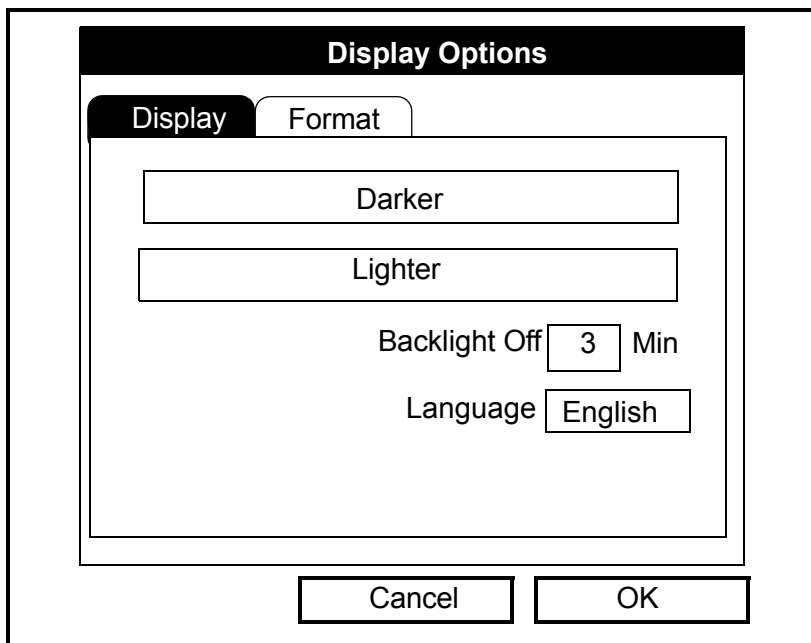 Display Options
Display Format
Darker
Lighter
Backlight Off 3 Min
Language English
Cancel OK